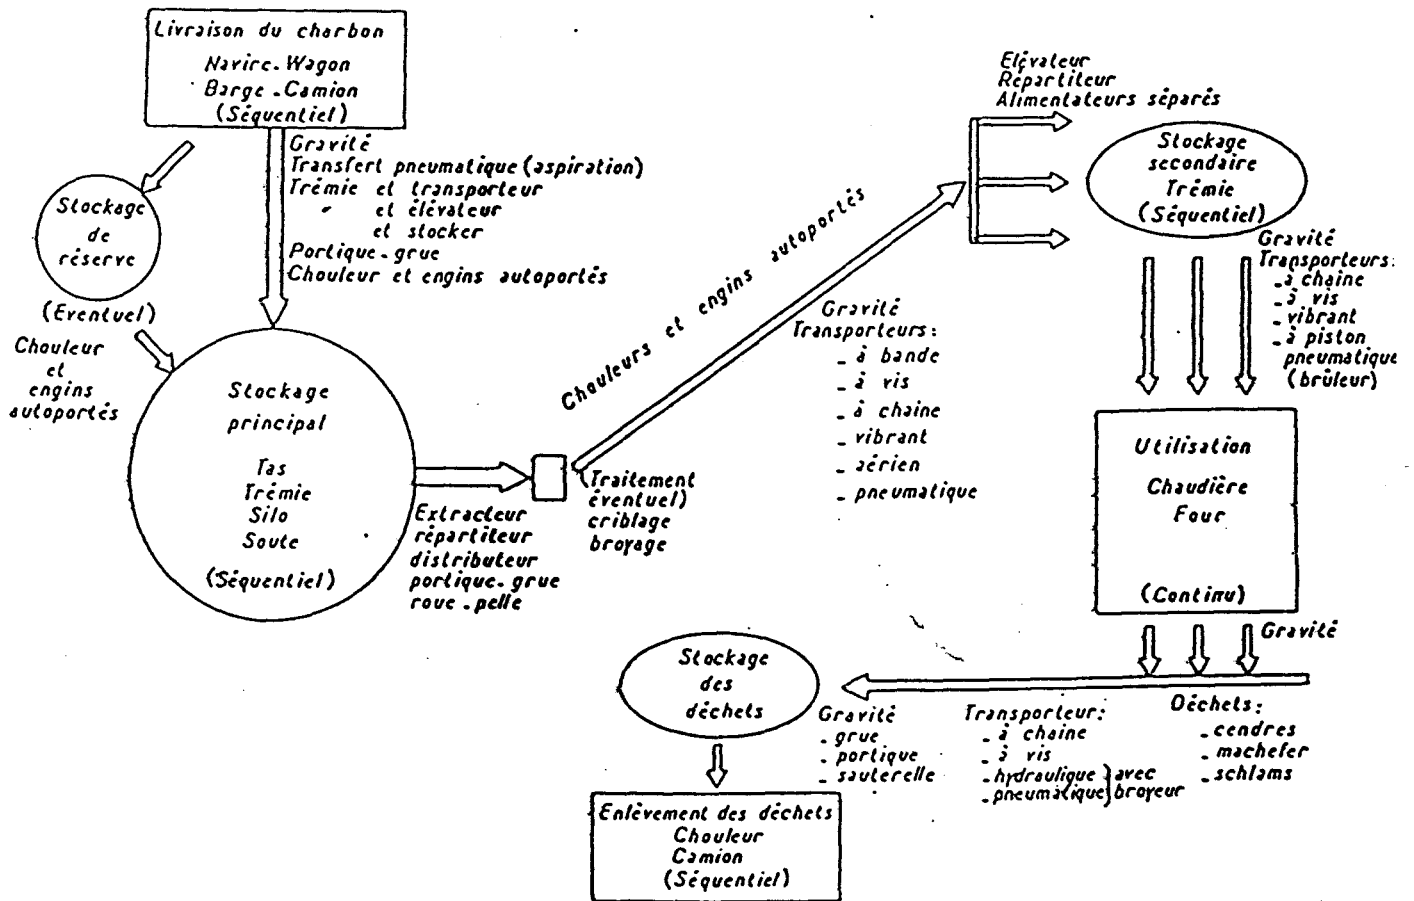 Livraison du charbon
Navire - Wagon
Barge - Camion
(Séquentiel)
Gravité
Transfert pneumatique (aspiration)
Trémie et transporteur
" et élévateur
et stocker
Portique - grue
Chouleur et engins autoportés
Stockage
de
réserve
(Eventuel)
Chouleur
et
engins
autoportés
Stockage
principal
Tas
Trémie
Silo
Soute
(Séquentiel)
Extracteur
répartiteur
distributeur
portique - grue
roue - pelle
(Traitement
éventuel)
criblage
broyage
Chouleurs et engins autoportés
Gravité
Transporteurs :
- à bande
- à vis
- à chaine
- vibrant
- aérien
- pneumatique
Elévateur
Répartiteur
Alimentateurs séparés
Stockage
secondaire
Trémie
(Séquentiel)
Gravité
Transporteurs :
- à chaine
- à vis
- vibrant
- à piston
pneumatique
(brûleur)
Utilisation
Chaudière
Four
(Continu)
Gravité
Déchets :
- cendres
- machefer
- schlams
Transporteur :
- à chaine
- à vis
- hydraulique } avec
- pneumatique } broyeur
Gravité
- grue
- portique
- sauterelle
Stockage
des
déchets
Enlèvement des déchets
Chouleur
Camion
(Séquentiel)